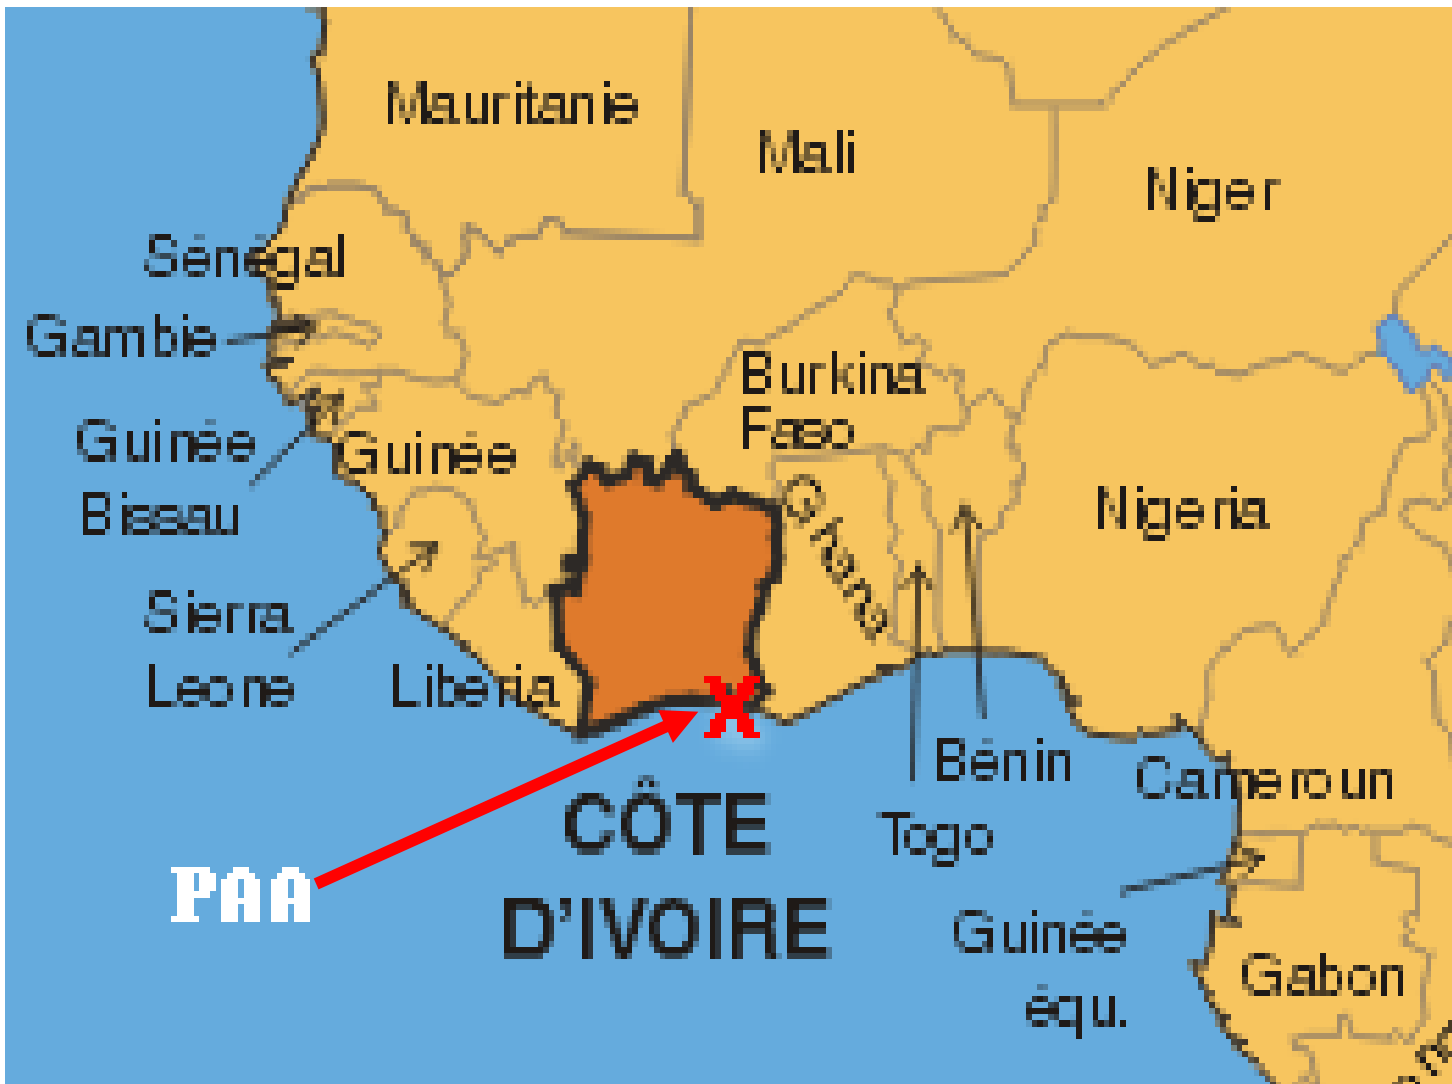 Mauritanie
Mali
Niger
Sénégal
Gambie
Burkina
Faso
Guinée
Bissau
Guinée
Ghana
Nigeria
Sierra
Leone
Liberia
X
Bénin
Cameroun
CÔTE
D'IVOIRE
Togo
PAA
Guinée
équ.
Gabon